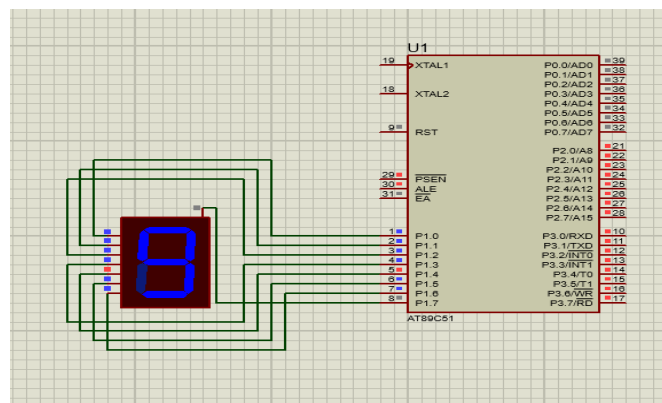 U1
19 XTAL1 P0.0/AD0 39
P0.1/AD1 38
P0.2/AD2 37
18 XTAL2 P0.3/AD3 36
P0.4/AD4 35
P0.5/AD5 34
P0.6/AD6 33
9 RST P0.7/AD7 32
P2.0/A8 21
P2.1/A9 22
P2.2/A10 23
29 PSEN P2.3/A11 24
30 ALE P2.4/A12 25
31 EA P2.5/A13 26
P2.6/A14 27
P2.7/A15 28
1 P1.0 P3.0/RXD 10
2 P1.1 P3.1/TXD 11
3 P1.2 P3.2/INT0 12
4 P1.3 P3.3/INT1 13
5 P1.4 P3.4/T0 14
6 P1.5 P3.5/T1 15
7 P1.6 P3.6/WR 16
8 P1.7 P3.7/RD 17
AT89C51
8